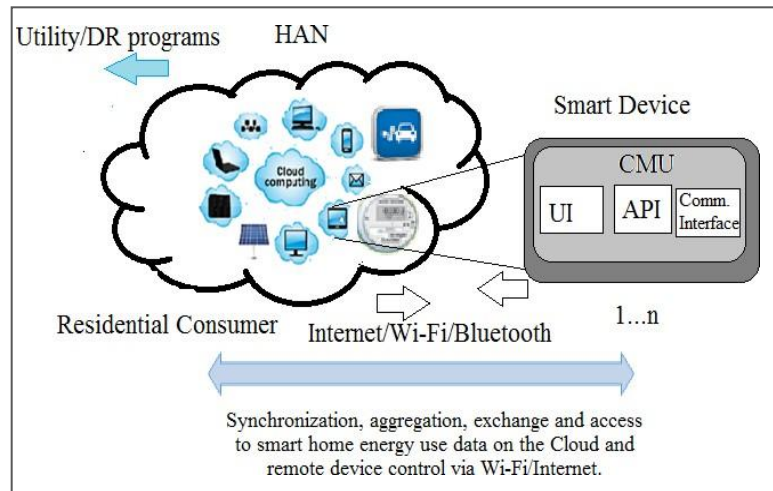 Utility/DR programs
HAN
Smart Device
Cloud
computing
CMU
UI
API
Comm.
Interface
Residential Consumer
Internet/Wi-Fi/Bluetooth
1...n
Synchronization, aggregation, exchange and access
to smart home energy use data on the Cloud and
remote device control via Wi-Fi/Internet.